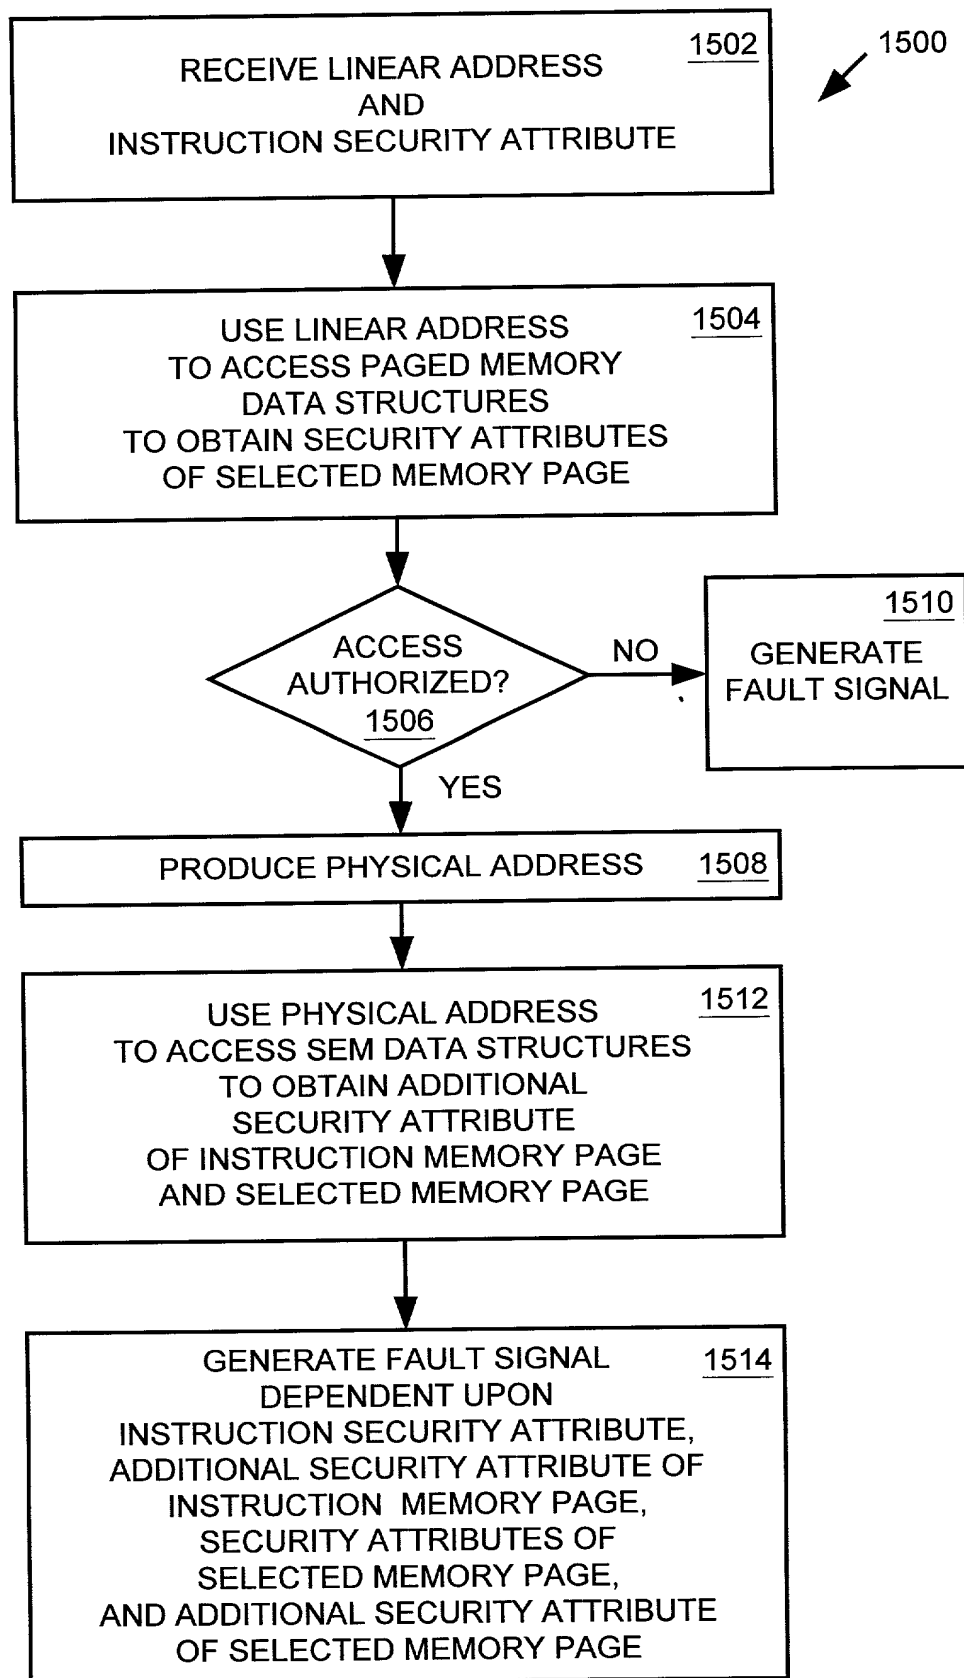 1500
1502
RECEIVE LINEAR ADDRESS
AND
INSTRUCTION SECURITY ATTRIBUTE
1504
USE LINEAR ADDRESS
TO ACCESS PAGED MEMORY
DATA STRUCTURES
TO OBTAIN SECURITY ATTRIBUTES
OF SELECTED MEMORY PAGE
ACCESS
AUTHORIZED?
1506
NO
1510
GENERATE
FAULT SIGNAL
YES
PRODUCE PHYSICAL ADDRESS 1508
1512
USE PHYSICAL ADDRESS
TO ACCESS SEM DATA STRUCTURES
TO OBTAIN ADDITIONAL
SECURITY ATTRIBUTE
OF INSTRUCTION MEMORY PAGE
AND SELECTED MEMORY PAGE
1514
GENERATE FAULT SIGNAL
DEPENDENT UPON
INSTRUCTION SECURITY ATTRIBUTE,
ADDITIONAL SECURITY ATTRIBUTE OF
INSTRUCTION MEMORY PAGE,
SECURITY ATTRIBUTES OF
SELECTED MEMORY PAGE,
AND ADDITIONAL SECURITY ATTRIBUTE
OF SELECTED MEMORY PAGE